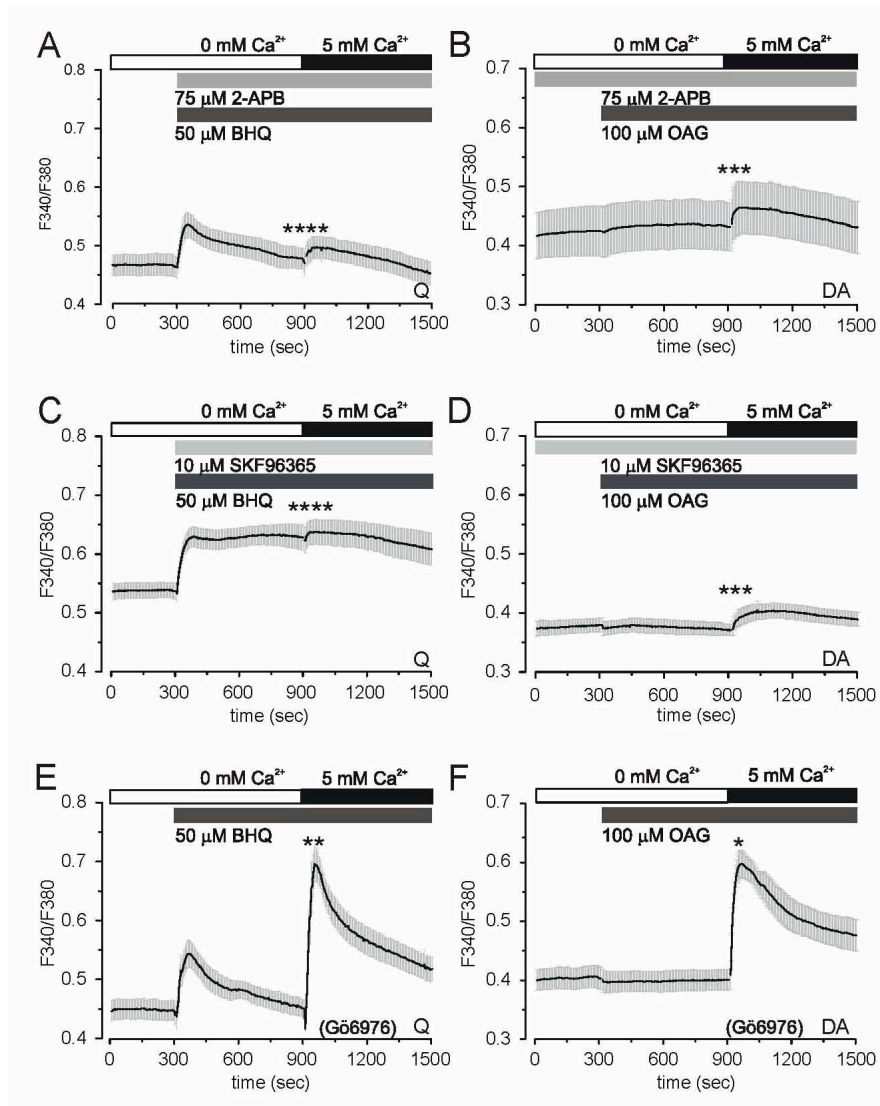 A
0 mM Ca²⁺ 5 mM Ca²⁺
75 μM 2-APB
50 μM BHQ
****
F340/F380
0.8
0.7
0.6
0.5
0.4
Q
0 300 600 900 1200 1500
time (sec)
B
0 mM Ca²⁺ 5 mM Ca²⁺
75 μM 2-APB
100 μM OAG
***
F340/F380
0.7
0.6
0.5
0.4
0.3
DA
0 300 600 900 1200 1500
time (sec)
C
0 mM Ca²⁺ 5 mM Ca²⁺
10 μM SKF96365
50 μM BHQ
****
F340/F380
0.8
0.7
0.6
0.5
0.4
Q
0 300 600 900 1200 1500
time (sec)
D
0 mM Ca²⁺ 5 mM Ca²⁺
10 μM SKF96365
100 μM OAG
***
F340/F380
0.7
0.6
0.5
0.4
0.3
DA
0 300 600 900 1200 1500
time (sec)
E
0 mM Ca²⁺ 5 mM Ca²⁺
50 μM BHQ
**
F340/F380
0.8
0.7
0.6
0.5
0.4
(Gö6976) Q
0 300 600 900 1200 1500
time (sec)
F
0 mM Ca²⁺ 5 mM Ca²⁺
100 μM OAG
*
F340/F380
0.7
0.6
0.5
0.4
0.3
(Gö6976) DA
0 300 600 900 1200 1500
time (sec)